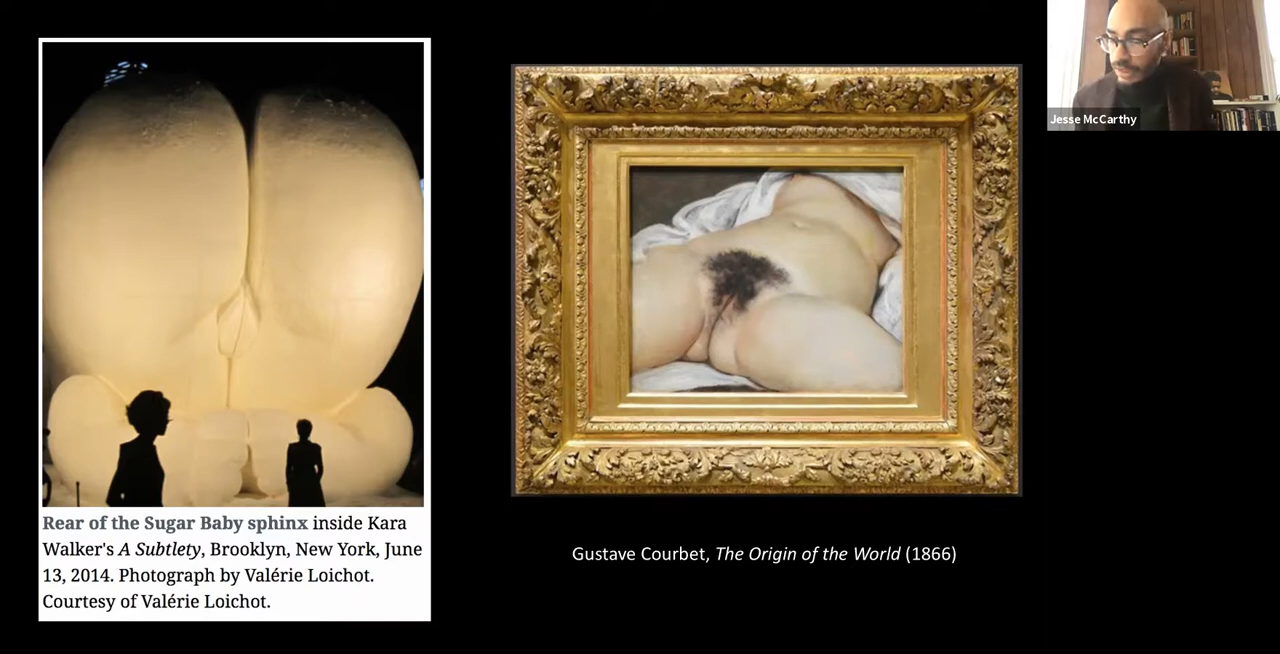 Rear of the Sugar Baby sphinx inside Kara
Walker's A Subtlety, Brooklyn, New York, June
13, 2014. Photograph by Valérie Loichot.
Courtesy of Valérie Loichot.
Gustave Courbet, The Origin of the World (1866)
Jesse McCarthy